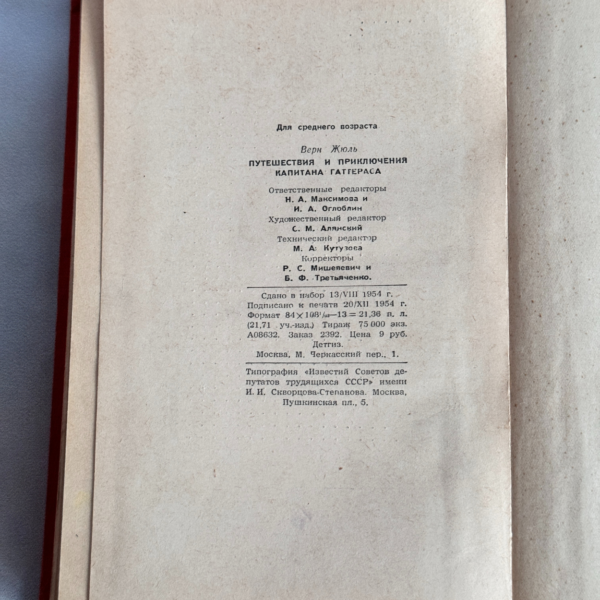 Для среднего возраста
Верн Жюль
ПУТЕШЕСТВИЯ И ПРИКЛЮЧЕНИЯ
КАПИТАНА ГАТТЕРАСА
Ответственные редакторы
Н. А. Максимова и
И. А. Оглоблин
Художественный редактор
С. М. Алянский
Технический редактор
М. А. Кутузова
Корректоры
Р. С. Мишелевич и
Б. Ф. Третьяченко.
Сдано в набор 13/VIII 1954 г.
Подписано к печати 20/XII 1954 г.
Формат 84×108 — 13 = 21,36 п. л.
(21,71 уч.-изд.) Тираж 75 000 экз.
А08632. Заказ 2392. Цена 9 руб.
Детгиз.
Москва, М. Черкасский пер., 1.
Типография «Известий Советов де-
путатов трудящихся СССР» имени
И. И. Скворцова-Степанова. Москва,
Пушкинская пл., 5.